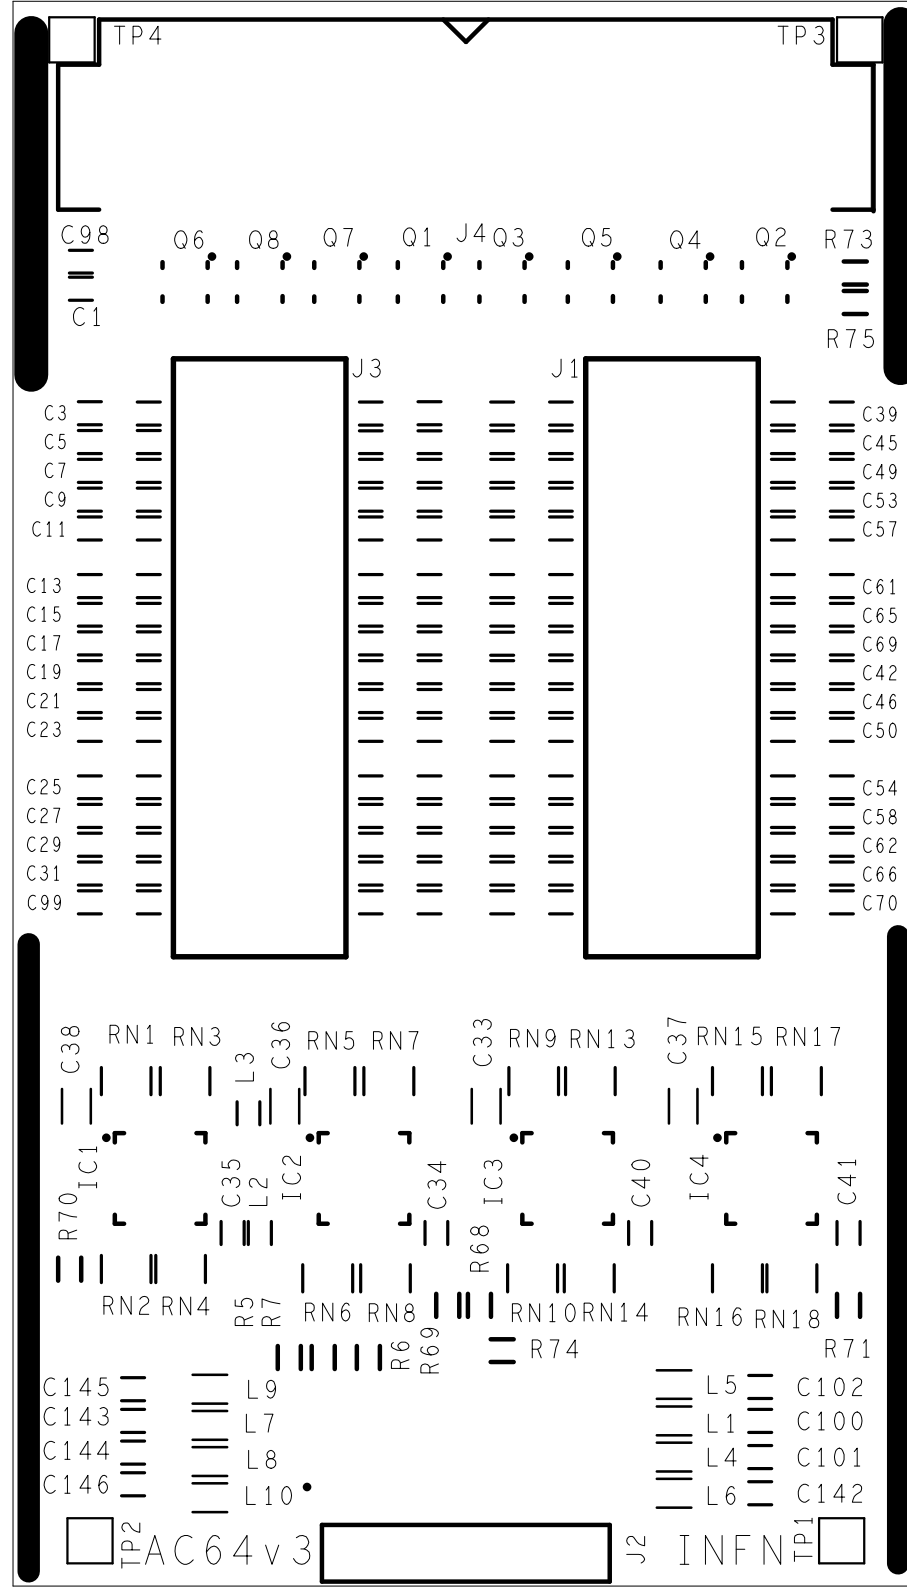 TP4 TP3
C98 Q6 Q8 Q7 Q1 J4 Q3 Q5 Q4 Q2 R73
C1 R75
J3 J1
C3 C39
C5 C45
C7 C49
C9 C53
C11 C57
C13 C61
C15 C65
C17 C69
C19 C42
C21 C46
C23 C50
C25 C54
C27 C58
C29 C62
C31 C66
C99 C70
C38 RN1 RN3 L3 C36 RN5 RN7 C33 RN9 RN13 C37 RN15 RN17
R70 IC1 C35 L2 IC2 C34 R68 IC3 C40 IC4 C41
RN2 RN4 R5 R7 RN6 RN8 RN10 RN14 RN16 RN18
R6 R69 R74 R71
C145 L9 L5 C102
C143 L7 L1 C100
C144 L8 L4 C101
C146 L10 L6 C142
TP2 AC64v3 J2 INFN TP1